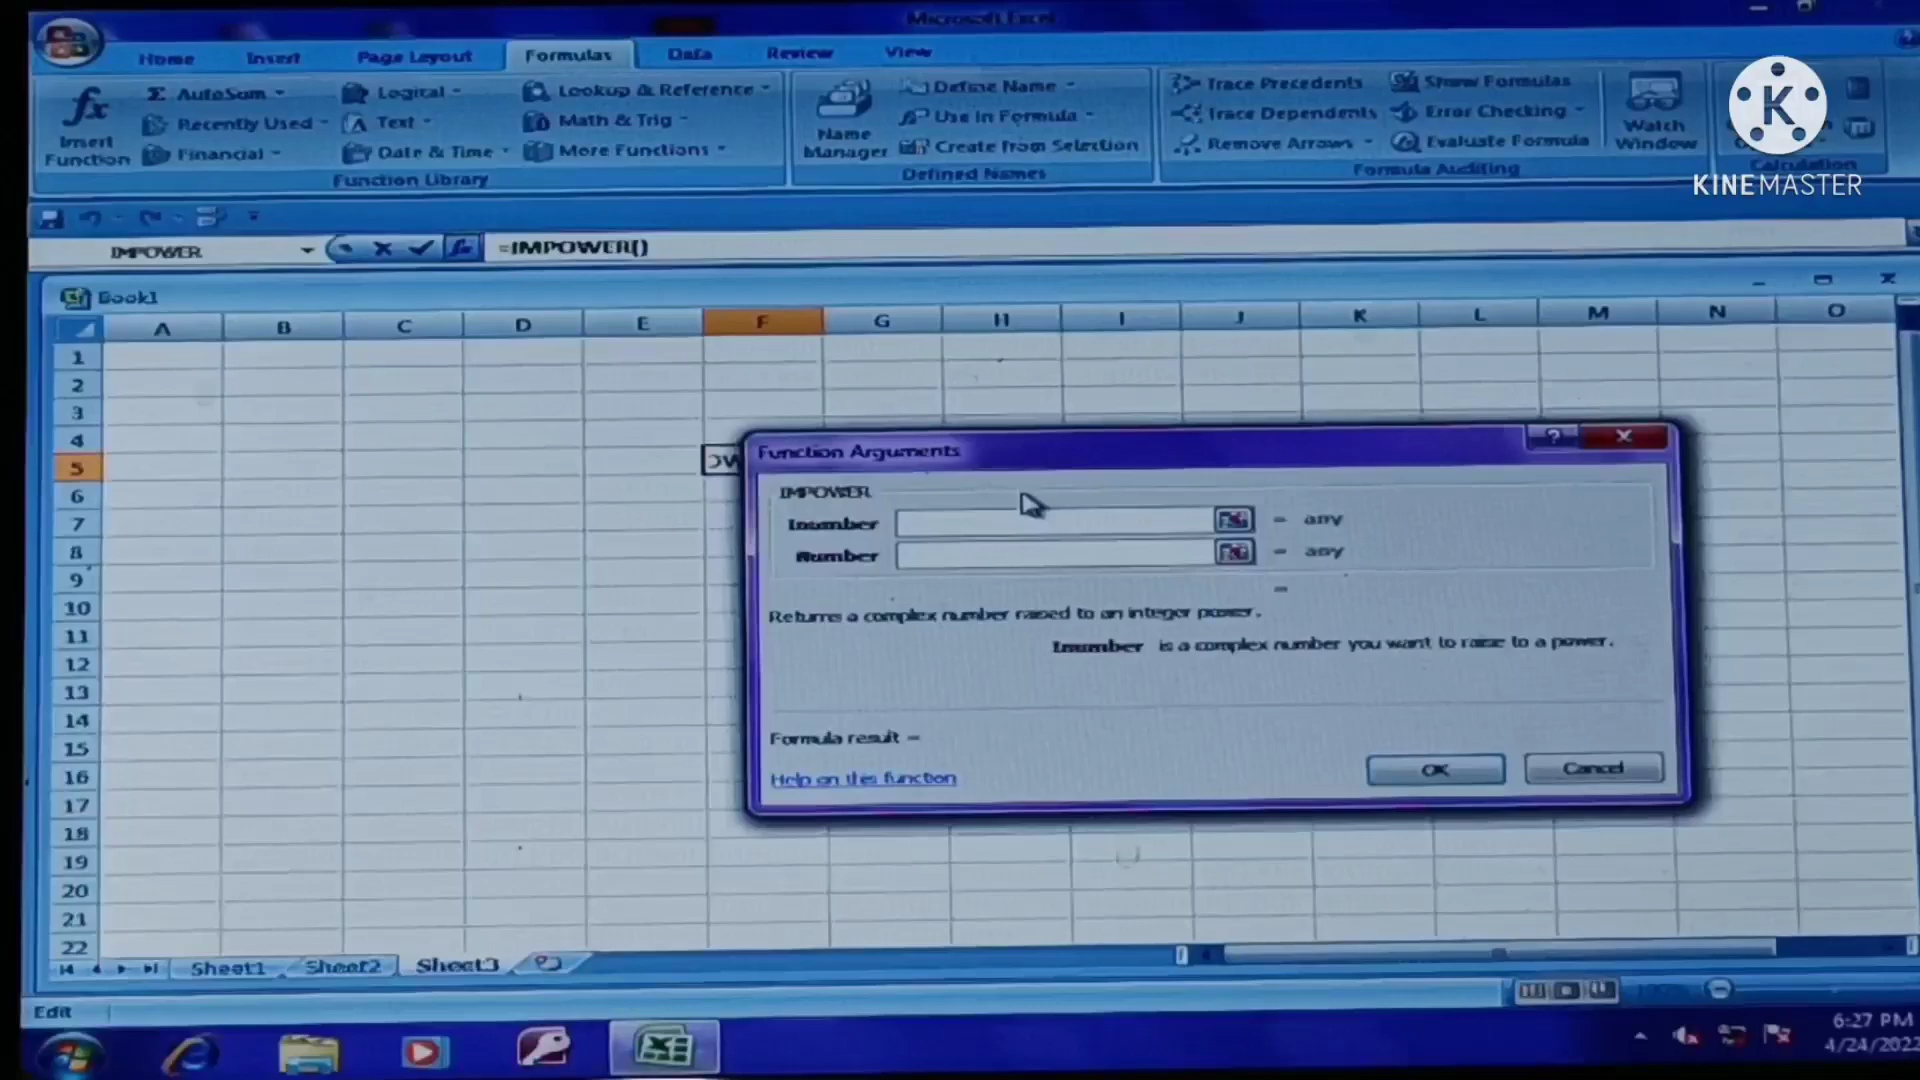 Microsoft Excel
Home Insert Page Layout Formulas Data Review View
Insert Function
AutoSum
Recently Used
Financial
Logical
Text
Date & Time
Lookup & Reference
Math & Trig
More Functions
Function Library
Name Manager
Define Name
Use in Formula
Create from Selection
Defined Names
Trace Precedents
Trace Dependents
Remove Arrows
Show Formulas
Error Checking
Evaluate Formula
Formula Auditing
Watch Window
Calculation
K
KINEMASTER
IMPOWER
fx =IMPOWER()
Book1
A B C D E F G H I J K L M N O
1
2
3
4
5
6
7
8
9
10
11
12
13
14
15
16
17
18
19
20
21
22
Function Arguments
IMPOWER
Inumber = any
Number = any
=
Returns a complex number raised to an integer power.
Inumber is a complex number you want to raise to a power.
Formula result =
Help on this function
OK Cancel
Sheet1 Sheet2 Sheet3
Edit
6:27 PM